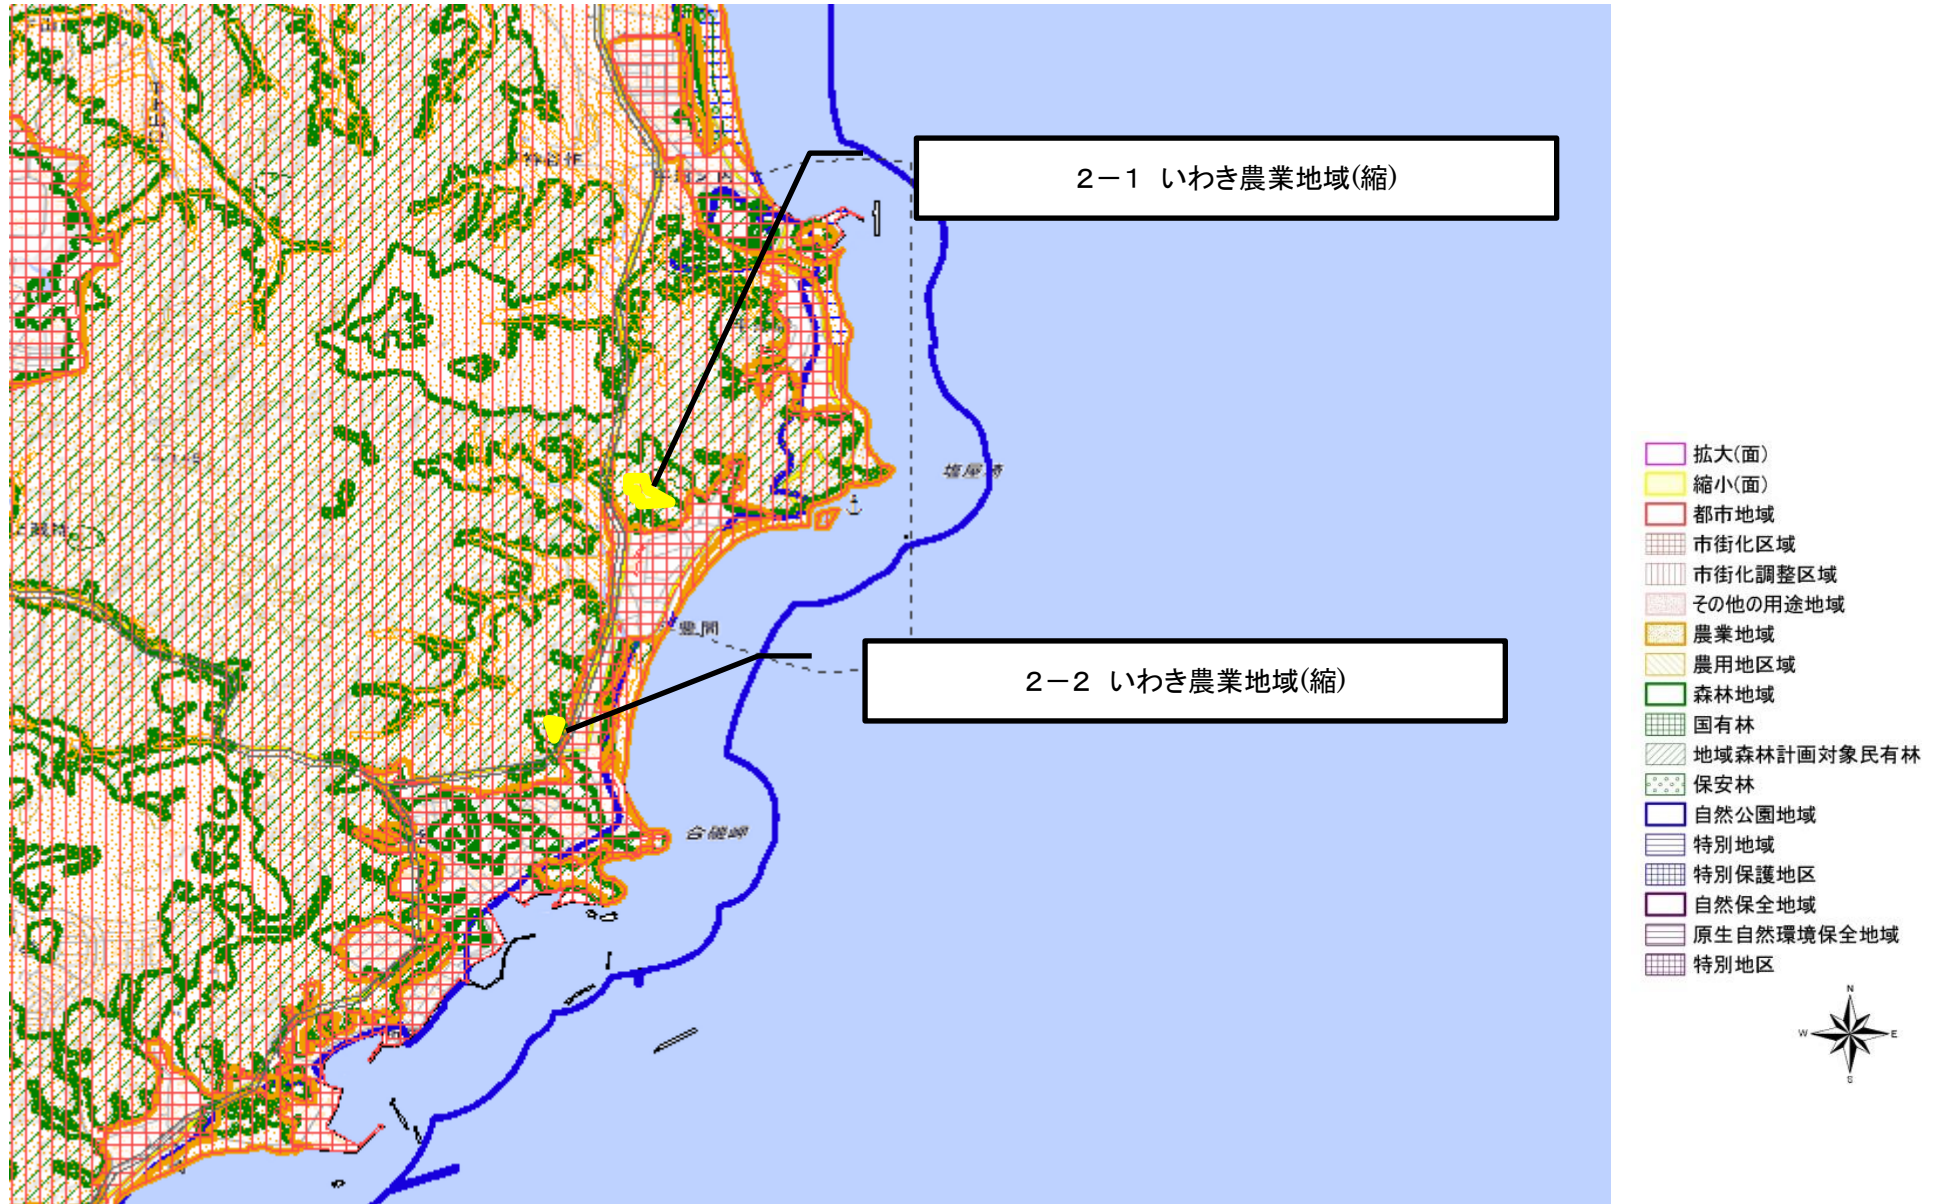 ２－１ いわき農業地域(縮)
塩屋埼
豊間
２－２ いわき農業地域(縮)
合磯岬
拡大(面)
縮小(面)
都市地域
市街化区域
市街化調整区域
その他の用途地域
農業地域
農用地区域
森林地域
国有林
地域森林計画対象民有林
保安林
自然公園地域
特別地域
特別保護地区
自然保全地域
原生自然環境保全地域
特別地区
N
W
E
S